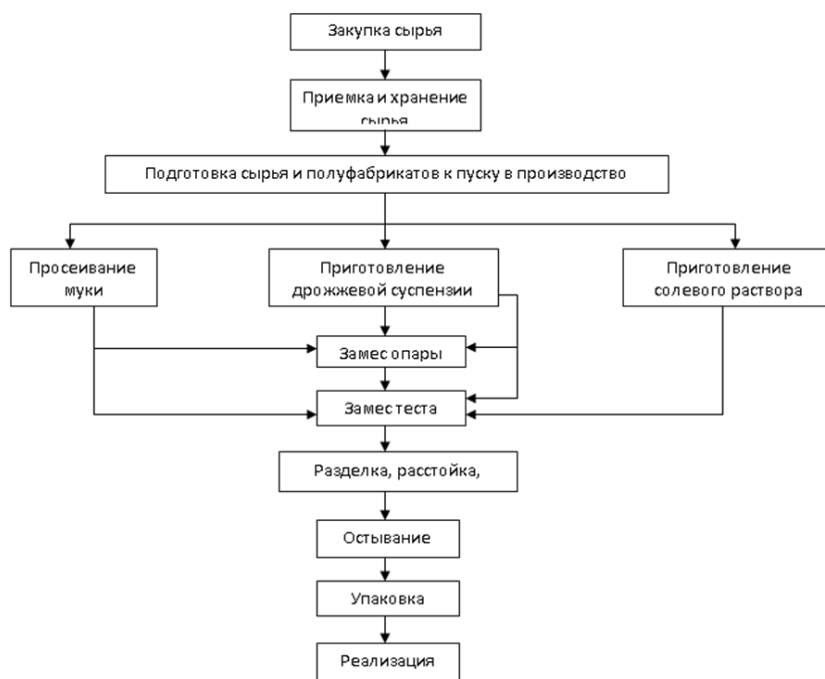 Закупка сырья
Приемка и хранение
сырья
Подготовка сырья и полуфабрикатов к пуску в производство
Просеивание
муки
Приготовление
дрожжевой суспензии
Приготовление
солевого раствора
Замес опары
Замес теста
Разделка, расстойка,
Остывание
Упаковка
Реализация